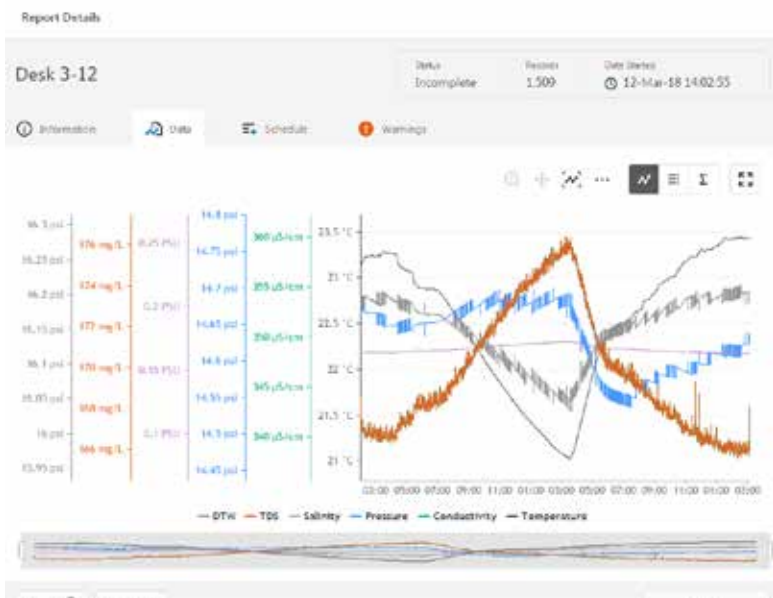 Report Details
Desk 3-12
Status
Incomplete
Records
1,509
Date Started
12-Mar-18 14:02:55
Information
Data
Schedule
Warnings
16.25 psi
16.2 psi
16.15 psi
16.1 psi
16.05 psi
16 psi
15.95 psi
176 mg/L
174 mg/L
172 mg/L
170 mg/L
168 mg/L
166 mg/L
0.25 PSU
0.2 PSU
0.15 PSU
0.1 PSU
14.8 psi
14.75 psi
14.7 psi
14.65 psi
14.6 psi
14.55 psi
14.5 psi
14.45 psi
360 µS/cm
355 µS/cm
350 µS/cm
345 µS/cm
340 µS/cm
23.5 °C
23 °C
22.5 °C
22 °C
21.5 °C
21 °C
03:00 05:00 07:00 09:00 11:00 01:00 03:00 05:00 07:00 09:00 11:00 01:00 03:00
DTW TDS Salinity Pressure Conductivity Temperature